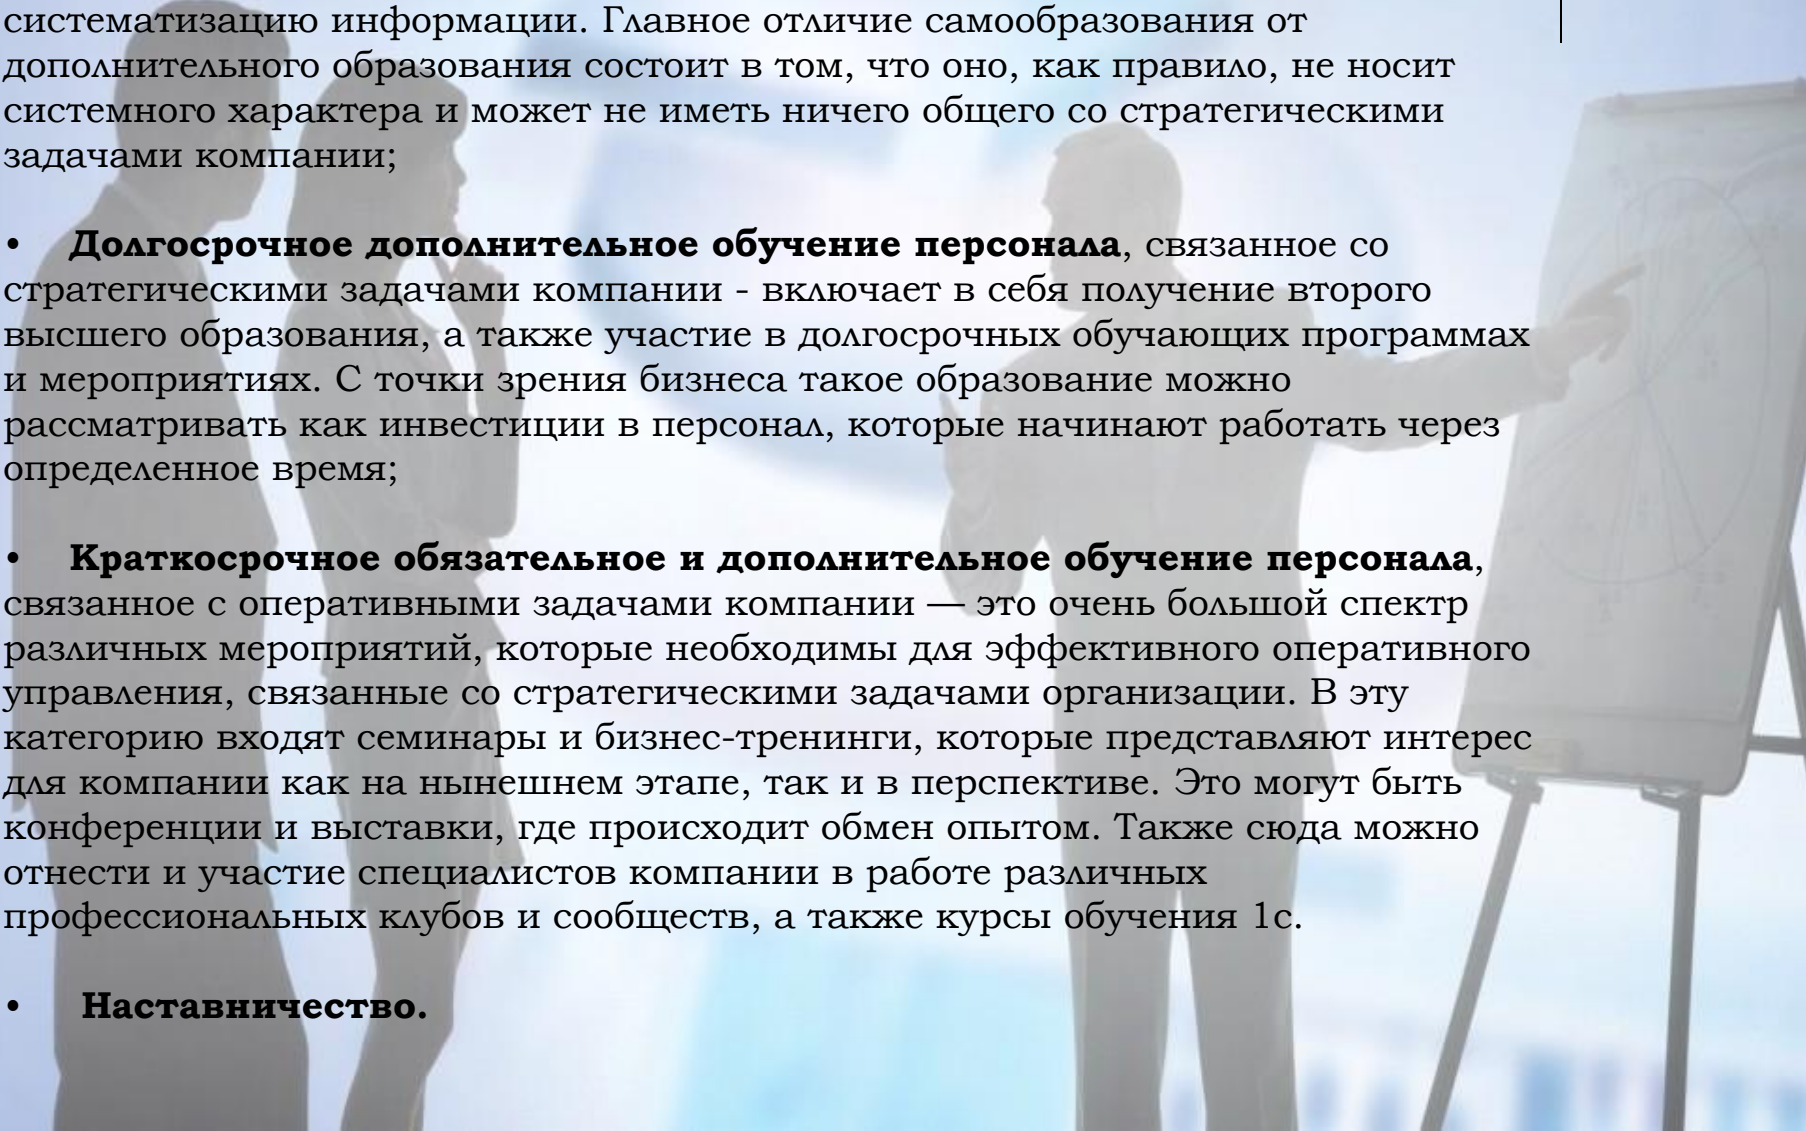 систематизацию информации. Главное отличие самообразования от
дополнительного образования состоит в том, что оно, как правило, не носит
системного характера и может не иметь ничего общего со стратегическими
задачами компании;
• Долгосрочное дополнительное обучение персонала, связанное со
стратегическими задачами компании - включает в себя получение второго
высшего образования, а также участие в долгосрочных обучающих программах
и мероприятиях. С точки зрения бизнеса такое образование можно
рассматривать как инвестиции в персонал, которые начинают работать через
определенное время;
• Краткосрочное обязательное и дополнительное обучение персонала,
связанное с оперативными задачами компании — это очень большой спектр
различных мероприятий, которые необходимы для эффективного оперативного
управления, связанные со стратегическими задачами организации. В эту
категорию входят семинары и бизнес-тренинги, которые представляют интерес
для компании как на нынешнем этапе, так и в перспективе. Это могут быть
конференции и выставки, где происходит обмен опытом. Также сюда можно
отнести и участие специалистов компании в работе различных
профессиональных клубов и сообществ, а также курсы обучения 1с.
• Наставничество.